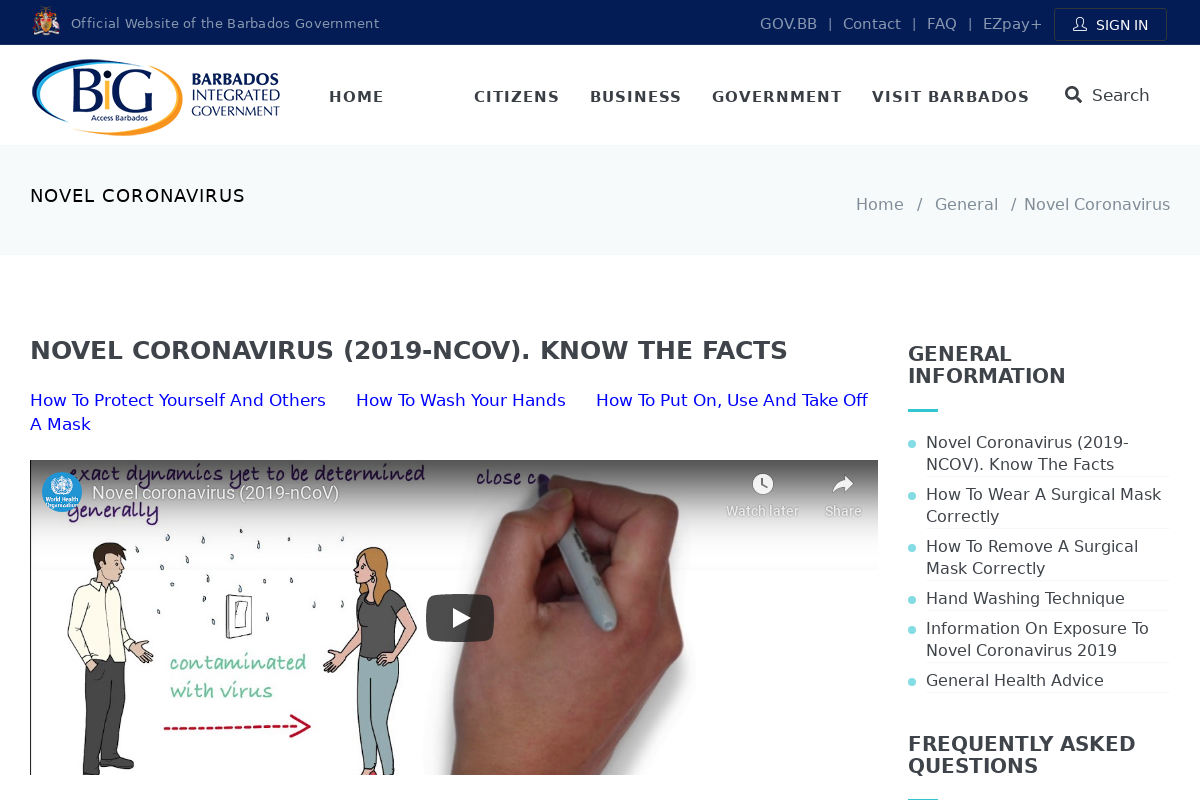 Official Website of the Barbados Government
GOV.BB | Contact | FAQ | EZpay+ SIGN IN
BiG
Access Barbados
BARBADOS
INTEGRATED
GOVERNMENT
HOME CITIZENS BUSINESS GOVERNMENT VISIT BARBADOS Search
NOVEL CORONAVIRUS
Home / General / Novel Coronavirus
NOVEL CORONAVIRUS (2019-NCOV). KNOW THE FACTS
How To Protect Yourself And Others How To Wash Your Hands How To Put On, Use And Take Off
A Mask
exact dynamics yet to be determined
generally
close c
World Health
Organization
Novel coronavirus (2019-nCoV)
Watch later Share
contaminated
with virus
GENERAL
INFORMATION
Novel Coronavirus (2019-
NCOV). Know The Facts
How To Wear A Surgical Mask
Correctly
How To Remove A Surgical
Mask Correctly
Hand Washing Technique
Information On Exposure To
Novel Coronavirus 2019
General Health Advice
FREQUENTLY ASKED
QUESTIONS